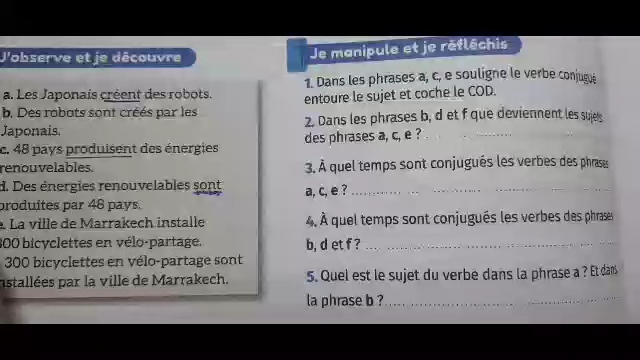 J'observe et je découvre
a. Les Japonais créent des robots.
b. Des robots sont créés par les
Japonais.
c. 48 pays produisent des énergies
renouvelables.
d. Des énergies renouvelables sont
produites par 48 pays.
e. La ville de Marrakech installe
300 bicyclettes en vélo-partage.
300 bicyclettes en vélo-partage sont
installées par la ville de Marrakech.
Je manipule et je réfléchis
1. Dans les phrases a, c, e souligne le verbe conjugué
entoure le sujet et coche le COD.
2. Dans les phrases b, d et f que deviennent les sujets
des phrases a, c, e ? ....................
3. À quel temps sont conjugués les verbes des phrases
a, c, e ? ....................
4. À quel temps sont conjugués les verbes des phrases
b, d et f ? ....................
5. Quel est le sujet du verbe dans la phrase a ? Et dans
la phrase b ? ....................